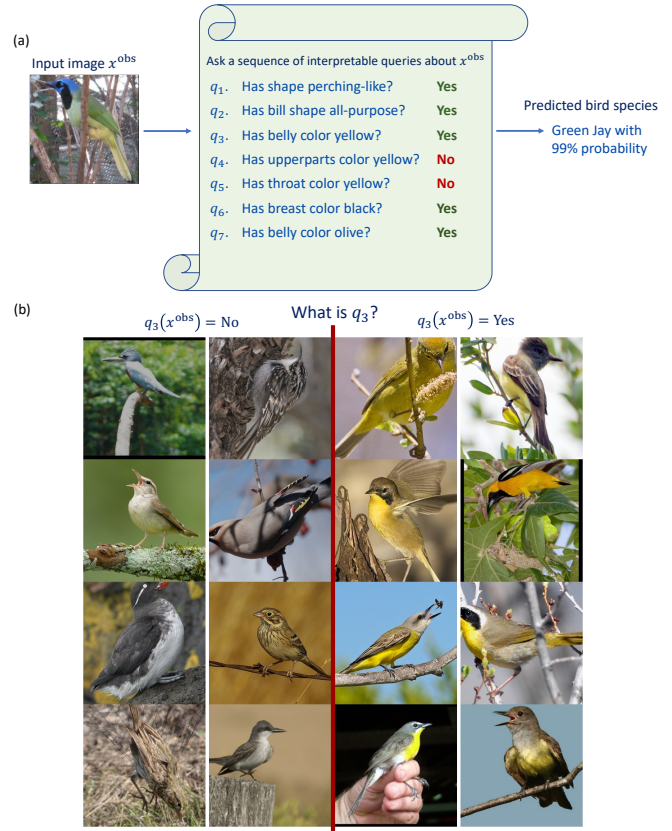 (a)
Input image x^obs
Ask a sequence of interpretable queries about x^obs
q₁. Has shape perching-like? Yes
q₂. Has bill shape all-purpose? Yes
q₃. Has belly color yellow? Yes
q₄. Has upperparts color yellow? No
q₅. Has throat color yellow? No
q₆. Has breast color black? Yes
q₇. Has belly color olive? Yes
Predicted bird species
Green Jay with
99% probability
(b)
What is q₃?
q₃(x^obs) = No
q₃(x^obs) = Yes